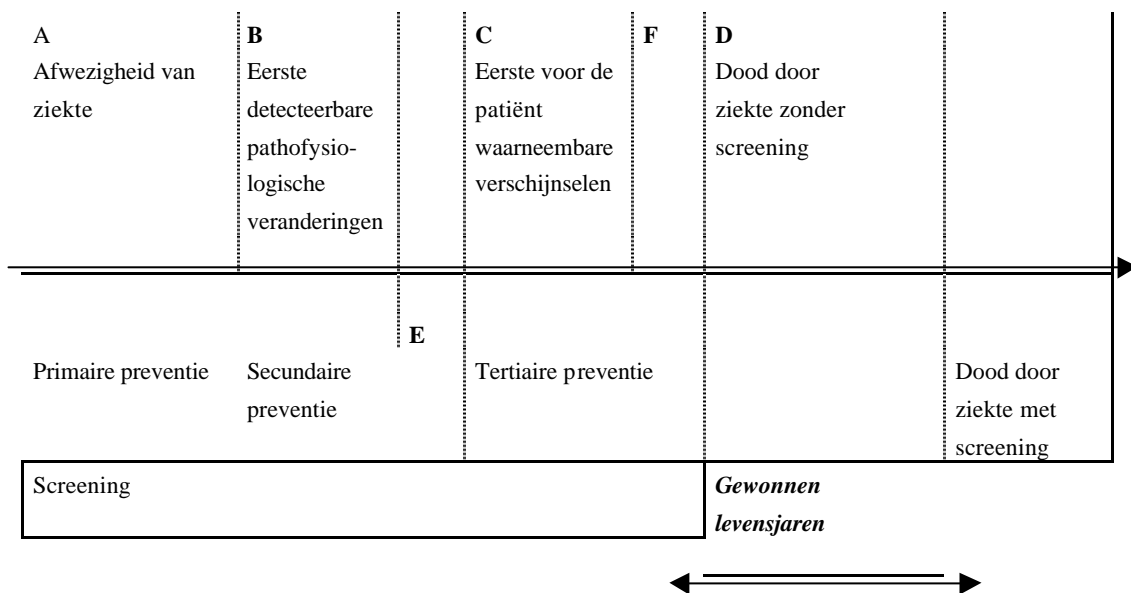 A
Afwezigheid van
ziekte
B
Eerste
detecteerbare
pathofysio-
logische
veranderingen
C
Eerste voor de
patiënt
waarneembare
verschijnselen
F
D
Dood door
ziekte zonder
screening
E
Primaire preventie
Secundaire
preventie
Tertiaire preventie
Dood door
ziekte met
screening
Screening
Gewonnen
levensjaren